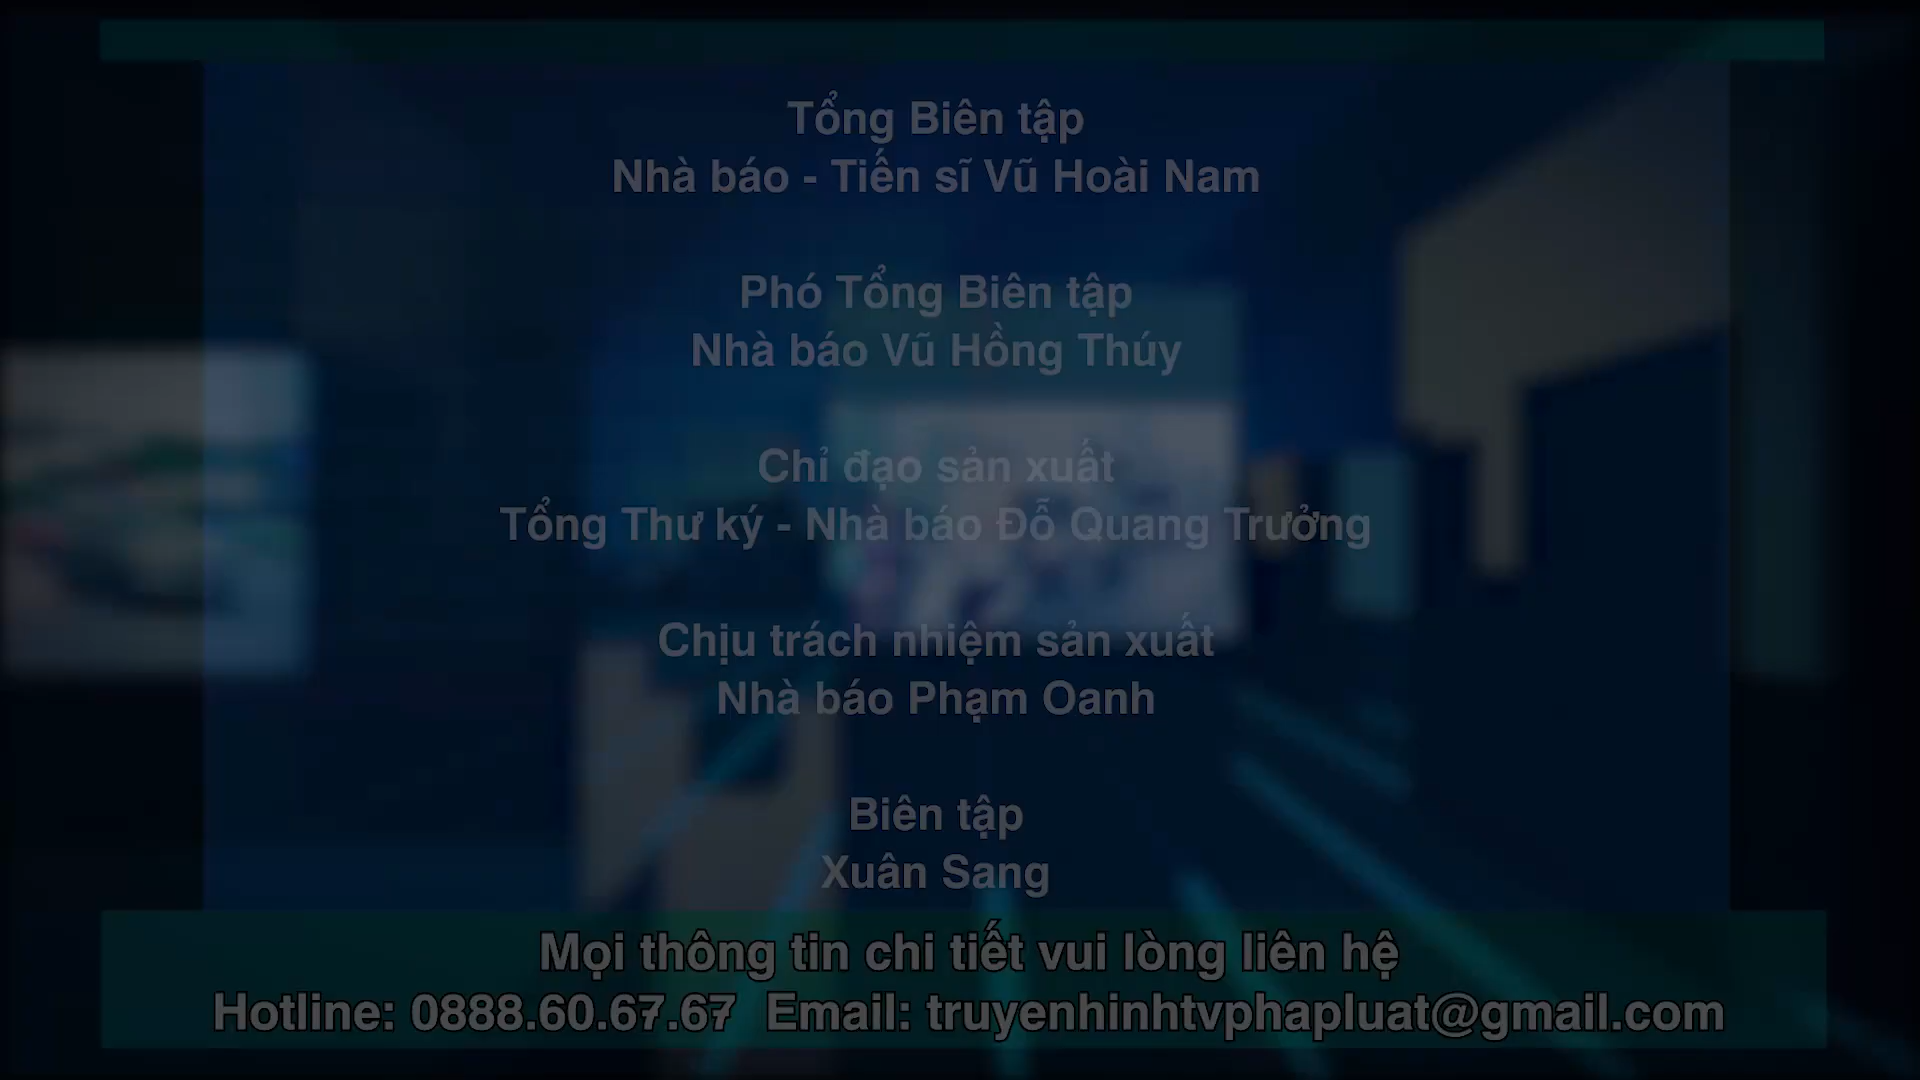 Tổng Biên tập
Nhà báo - Tiến sĩ Vũ Hoài Nam
Phó Tổng Biên tập
Nhà báo Vũ Hồng Thúy
Chỉ đạo sản xuất
Tổng Thư ký - Nhà báo Đỗ Quang Trưởng
Chịu trách nhiệm sản xuất
Nhà báo Phạm Oanh
Biên tập
Xuân Sang
Mọi thông tin chi tiết vui lòng liên hệ
Hotline: 0888.60.67.67 Email: truyenhinhtvphapluat@gmail.com